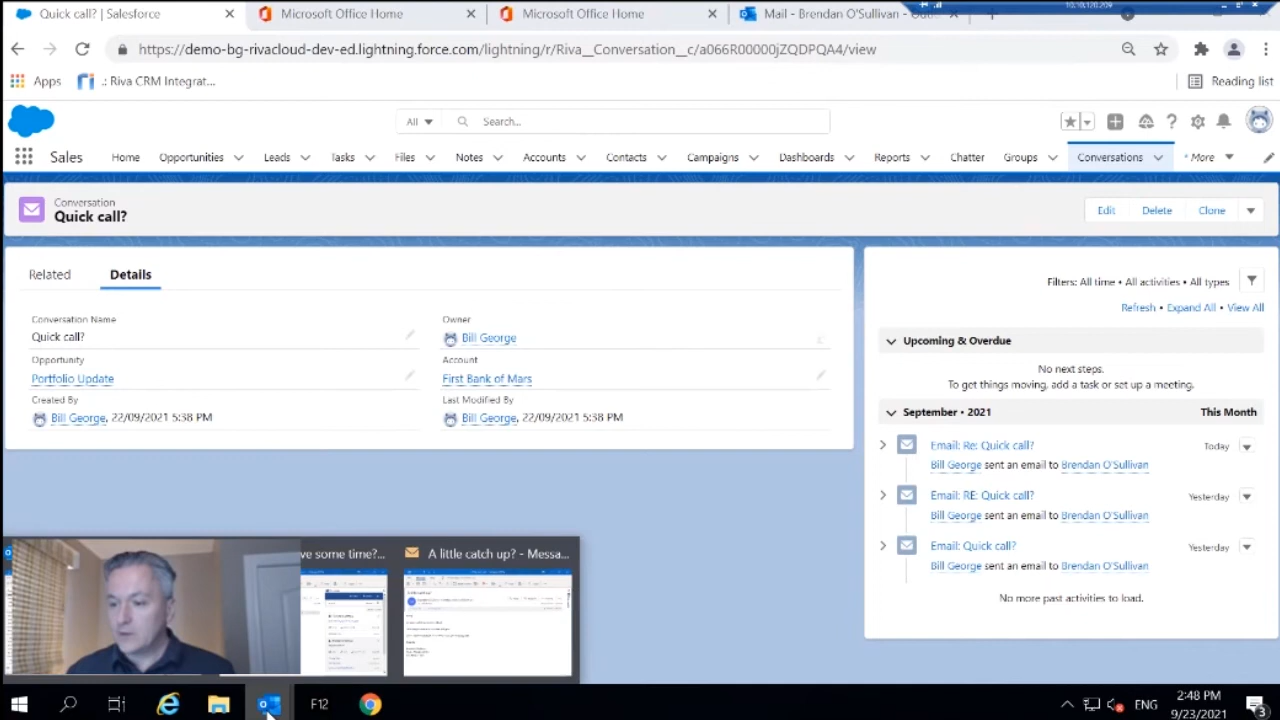 Quick call? | Salesforce
Microsoft Office Home
Microsoft Office Home
Mail - Brendan O'Sullivan -
10.10.120.209
https://demo-bg-rivacloud-dev-ed.lightning.force.com/lightning/r/Riva__Conversation__c/a066R00000jZQDPQA4/view
Apps
.: Riva CRM Integrat...
Reading list
All
Search...
Sales
Home
Opportunities
Leads
Tasks
Files
Notes
Accounts
Contacts
Campaigns
Dashboards
Reports
Chatter
Groups
Conversations
* More
Conversation
Quick call?
Edit
Delete
Clone
Related
Details
Conversation Name
Quick call?
Owner
Bill George
Opportunity
Portfolio Update
Account
First Bank of Mars
Created By
Bill George, 22/09/2021 5:38 PM
Last Modified By
Bill George, 22/09/2021 5:38 PM
Filters: All time • All activities • All types
Refresh • Expand All • View All
Upcoming & Overdue
No next steps.
To get things moving, add a task or set up a meeting.
September • 2021
This Month
Email: Re: Quick call?
Today
Bill George sent an email to Brendan O'Sullivan
Email: RE: Quick call?
Yesterday
Bill George sent an email to Brendan O'Sullivan
Email: Quick call?
Yesterday
Bill George sent an email to Brendan O'Sullivan
No more past activities to load.
ve some time?...
A little catch up? - Messa...
F12
ENG
2:48 PM
9/23/2021
3